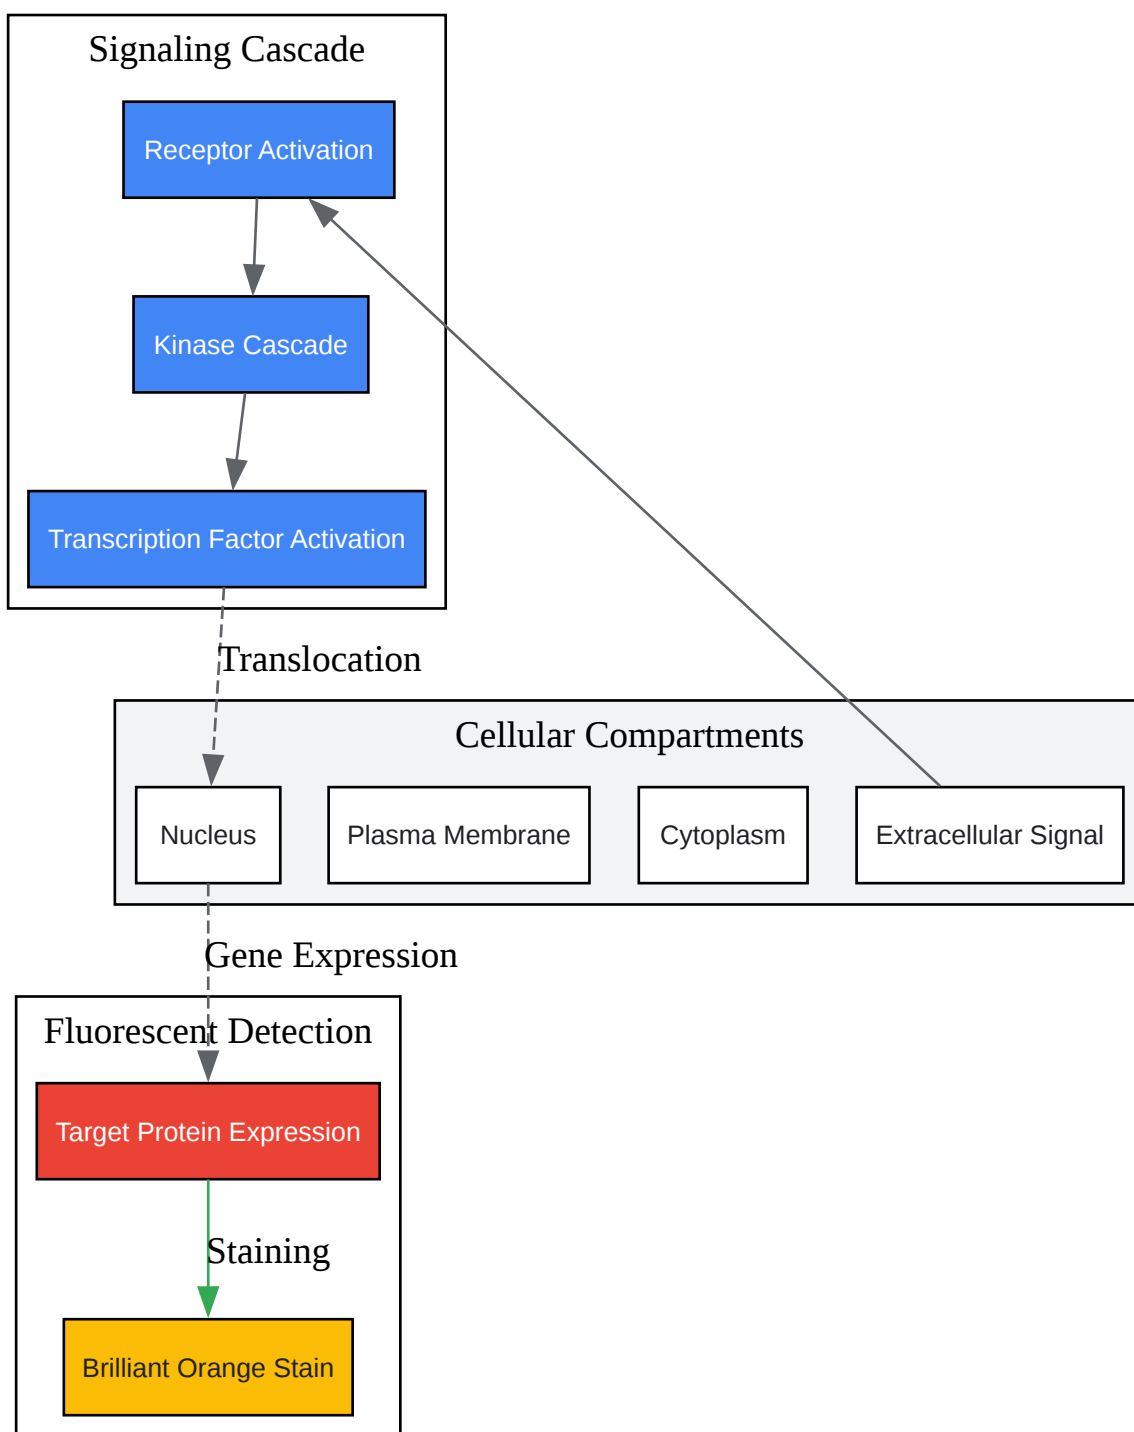 Signaling Cascade
Receptor Activation
Kinase Cascade
Transcription Factor Activation
Translocation
Cellular Compartments
Nucleus
Plasma Membrane
Cytoplasm
Extracellular Signal
Gene Expression
Fluorescent Detection
Target Protein Expression
Staining
Brilliant Orange Stain